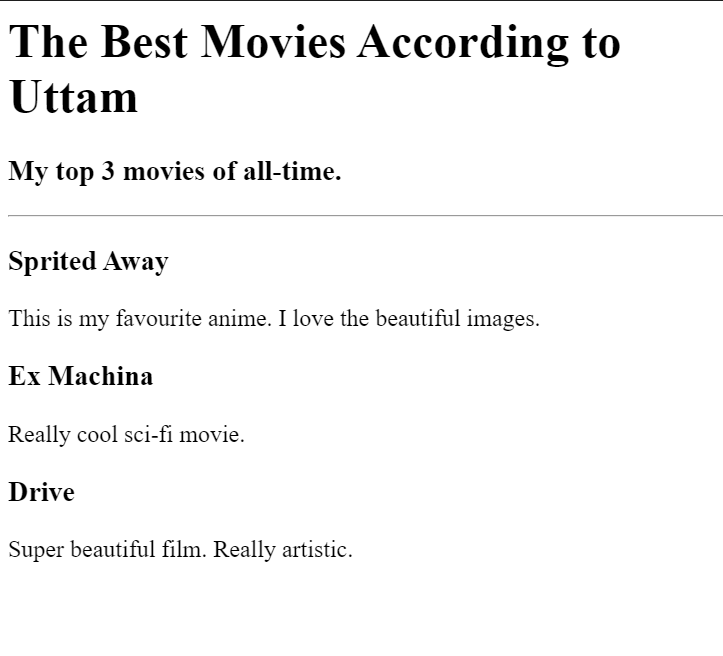 The Best Movies According to
Uttam
My top 3 movies of all-time.
Sprited Away
This is my favourite anime. I love the beautiful images.
Ex Machina
Really cool sci-fi movie.
Drive
Super beautiful film. Really artistic.